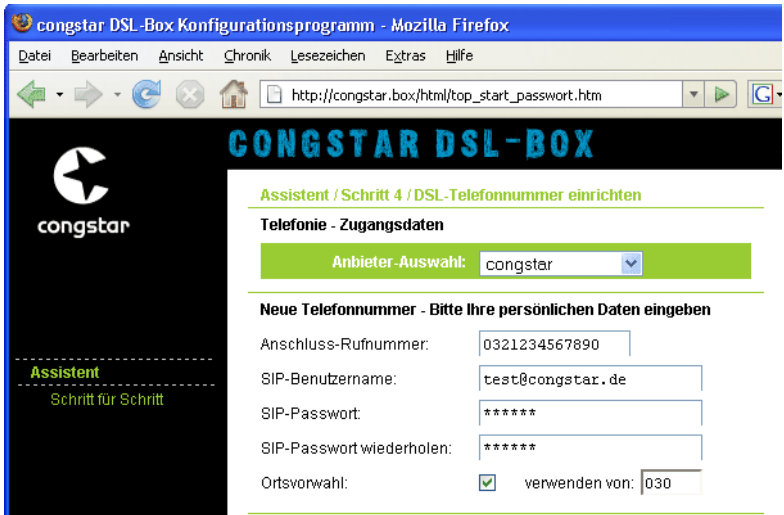 congstar DSL-Box Konfigurationsprogramm - Mozilla Firefox
Datei Bearbeiten Ansicht Chronik Lesezeichen Extras Hilfe
http://congstar.box/html/top_start_passwort.htm G
CONGSTAR DSL-BOX
congstar
Assistent / Schritt 4 / DSL-Telefonnummer einrichten
Telefonie - Zugangsdaten
Anbieter-Auswahl: congstar
Neue Telefonnummer - Bitte Ihre persönlichen Daten eingeben
Anschluss-Rufnummer: 0321234567890
Assistent
Schritt für Schritt
SIP-Benutzername: test@congstar.de
SIP-Passwort: ******
SIP-Passwort wiederholen: ******
Ortsvorwahl: verwenden von: 030